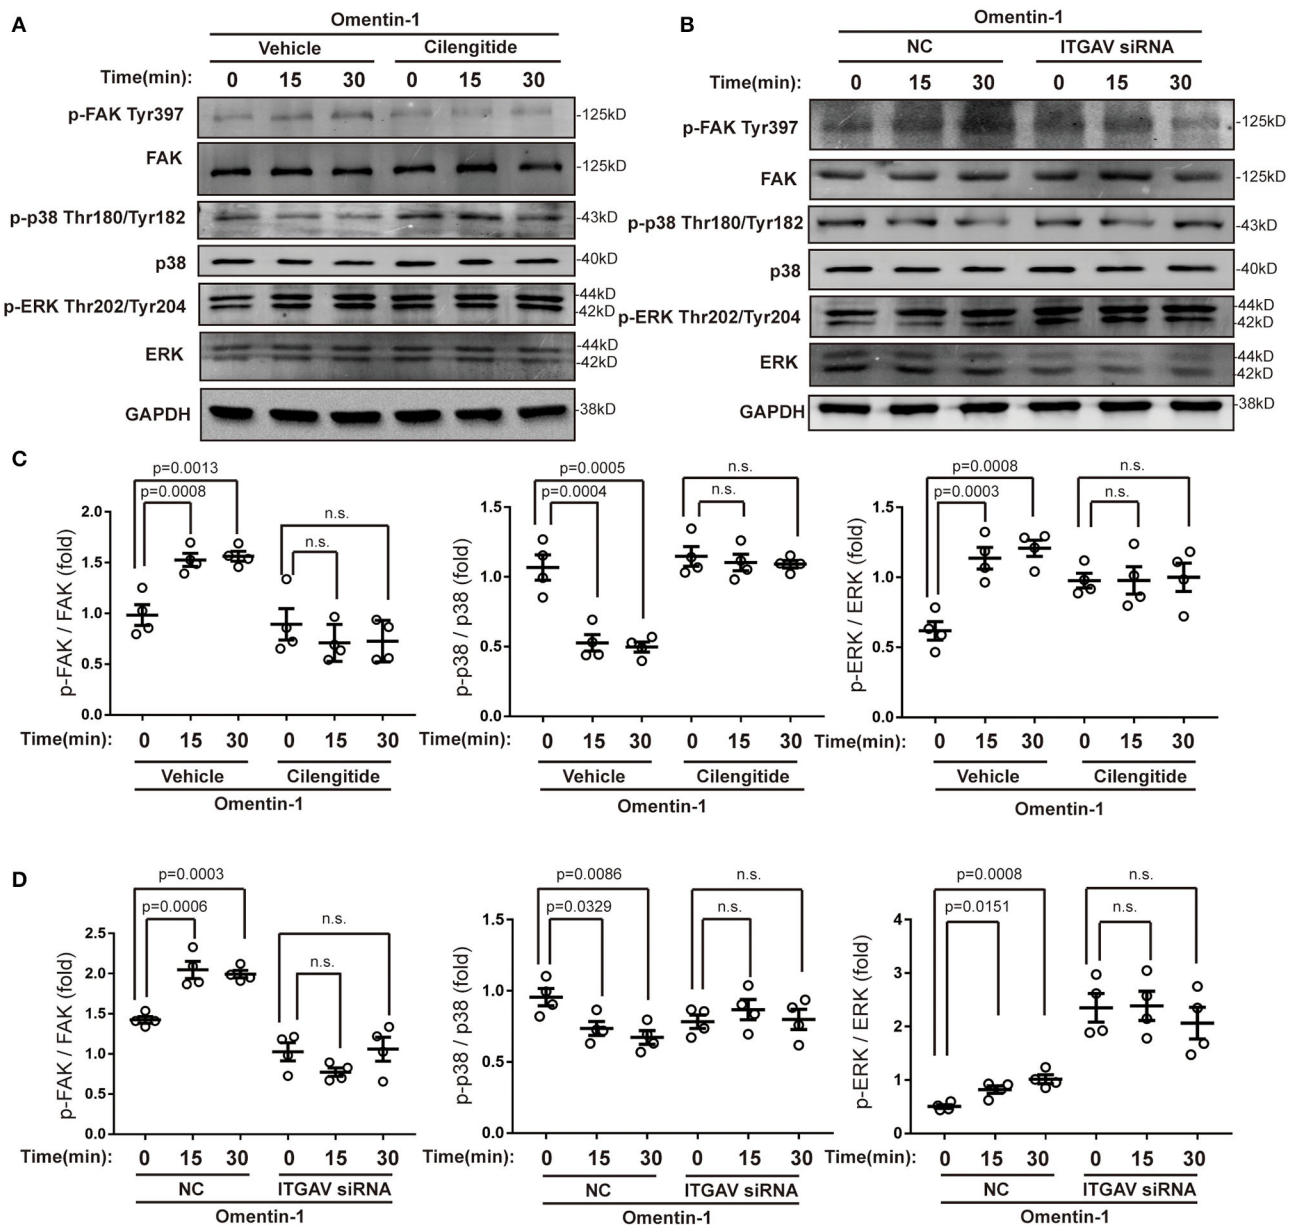 A
Omentin-1
Vehicle Cilengitide
Time(min): 0 15 30 0 15 30
p-FAK Tyr397 -125kD
FAK -125kD
p-p38 Thr180/Tyr182 -43kD
p38 -40kD
p-ERK Thr202/Tyr204 -44kD
-42kD
ERK -44kD
-42kD
GAPDH -38kD
B
Omentin-1
NC ITGAV siRNA
Time(min): 0 15 30 0 15 30
p-FAK Tyr397 -125kD
FAK -125kD
p-p38 Thr180/Tyr182 -43kD
p38 -40kD
p-ERK Thr202/Tyr204 -44kD
-42kD
ERK -44kD
-42kD
GAPDH -38kD
C
p=0.0013
p=0.0008
n.s.
n.s.
p-FAK / FAK (fold)
2.0
1.5
1.0
0.5
0.0
Time(min): 0 15 30 0 15 30
Vehicle Cilengitide
Omentin-1
p=0.0005
p=0.0004
n.s.
n.s.
p-p38 / p38 (fold)
1.5
1.0
0.5
0.0
Time(min): 0 15 30 0 15 30
Vehicle Cilengitide
Omentin-1
p=0.0008
p=0.0003
n.s.
n.s.
p-ERK / ERK (fold)
1.5
1.0
0.5
0.0
Time(min): 0 15 30 0 15 30
Vehicle Cilengitide
Omentin-1
D
p=0.0003
p=0.0006
n.s.
n.s.
p-FAK / FAK (fold)
2.5
2.0
1.5
1.0
0.5
0.0
Time(min): 0 15 30 0 15 30
NC ITGAV siRNA
Omentin-1
p=0.0086
p=0.0329
n.s.
n.s.
p-p38 / p38 (fold)
1.5
1.0
0.5
0.0
Time(min): 0 15 30 0 15 30
NC ITGAV siRNA
Omentin-1
p=0.0008
p=0.0151
n.s.
n.s.
p-ERK / ERK (fold)
4
3
2
1
0
Time(min): 0 15 30 0 15 30
NC ITGAV siRNA
Omentin-1